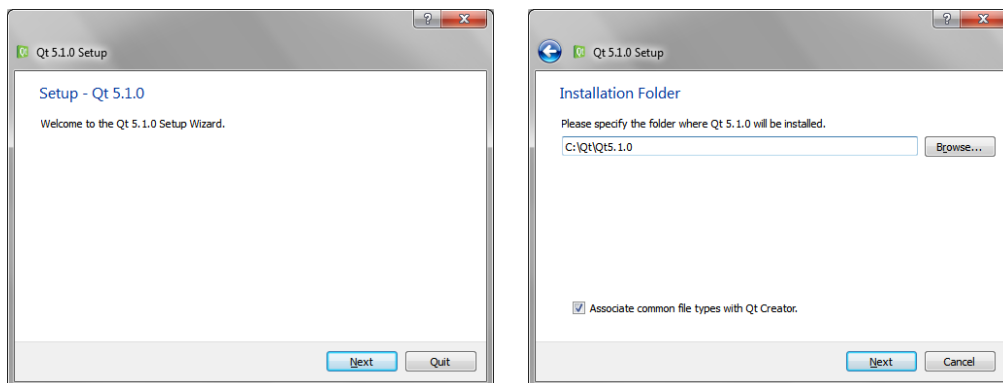 Qt 5.1.0 Setup
Setup - Qt 5.1.0
Welcome to the Qt 5.1.0 Setup Wizard.
Next
Quit
Qt 5.1.0 Setup
Installation Folder
Please specify the folder where Qt 5.1.0 will be installed.
C:\Qt\Qt5.1.0
Browse...
Associate common file types with Qt Creator.
Next
Cancel